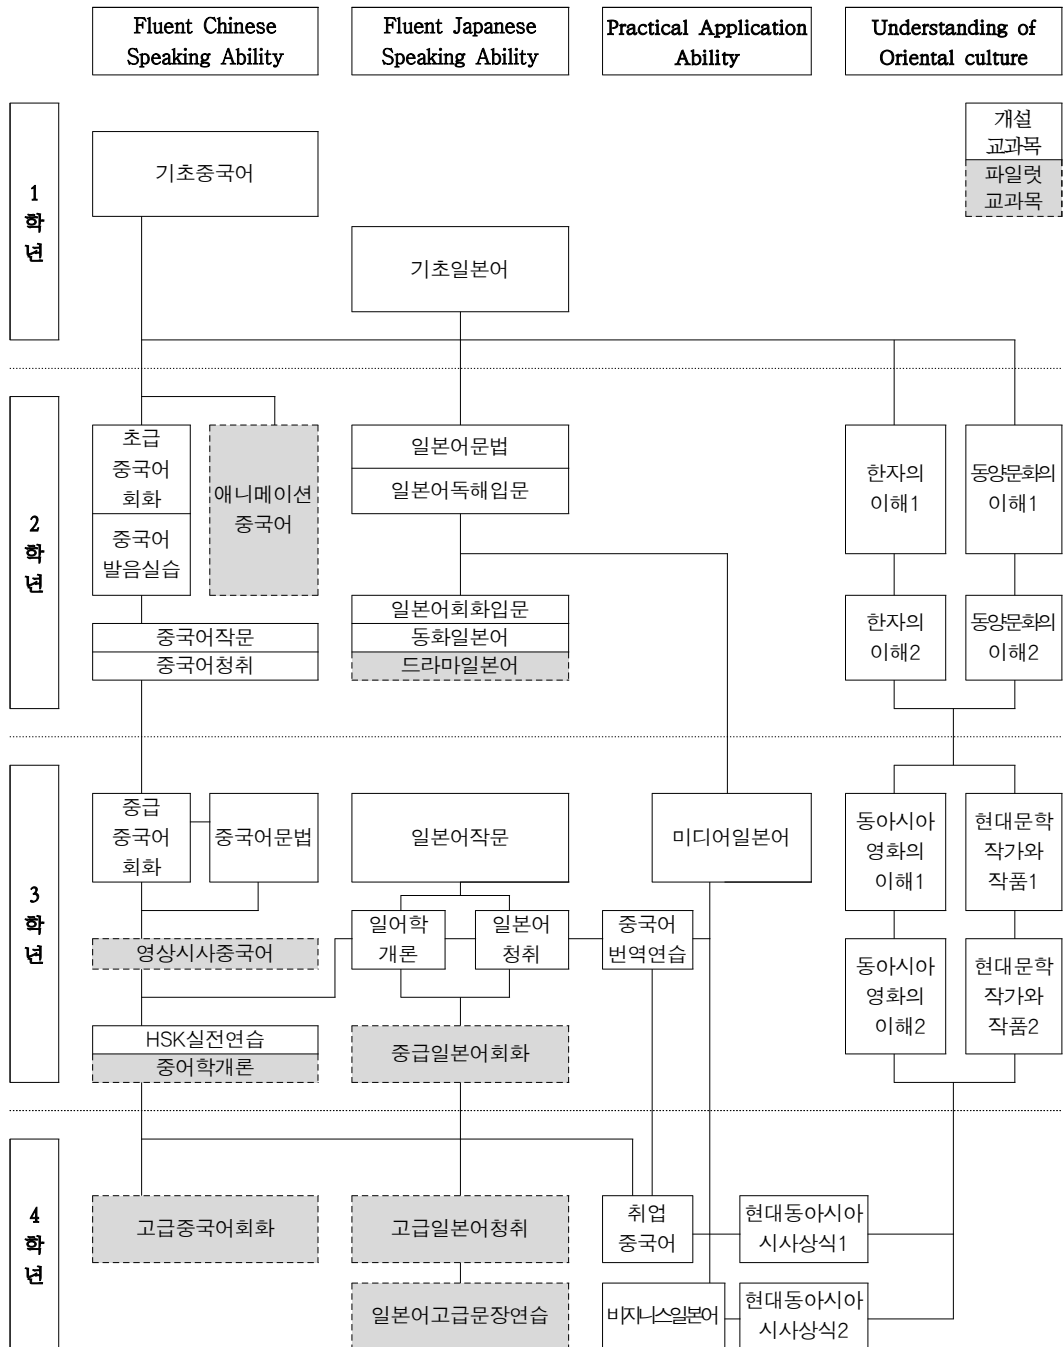 Fluent Chinese
Speaking Ability
Fluent Japanese
Speaking Ability
Practical Application
Ability
Understanding of
Oriental culture
1
학
년
개설
교과목
파일럿
교과목
기초중국어
기초일본어
2
학
년
초급
중국어
회화
중국어
발음실습
애니메이션
중국어
일본어문법
일본어독해입문
한자의
이해1
동양문화의
이해1
중국어작문
중국어청취
일본어회화입문
동화일본어
드라마일본어
한자의
이해2
동양문화의
이해2
3
학
년
중급
중국어
회화
중국어문법
일본어작문
미디어일본어
동아시아
영화의
이해1
현대문학
작가와
작품1
영상시사중국어
일어학
개론
일본어
청취
중국어
번역연습
동아시아
영화의
이해2
현대문학
작가와
작품2
HSK실전연습
중어학개론
중급일본어회화
4
학
년
고급중국어회화
고급일본어청취
취업
중국어
현대동아시아
시사상식1
일본어고급문장연습
비지니스일본어
현대동아시아
시사상식2